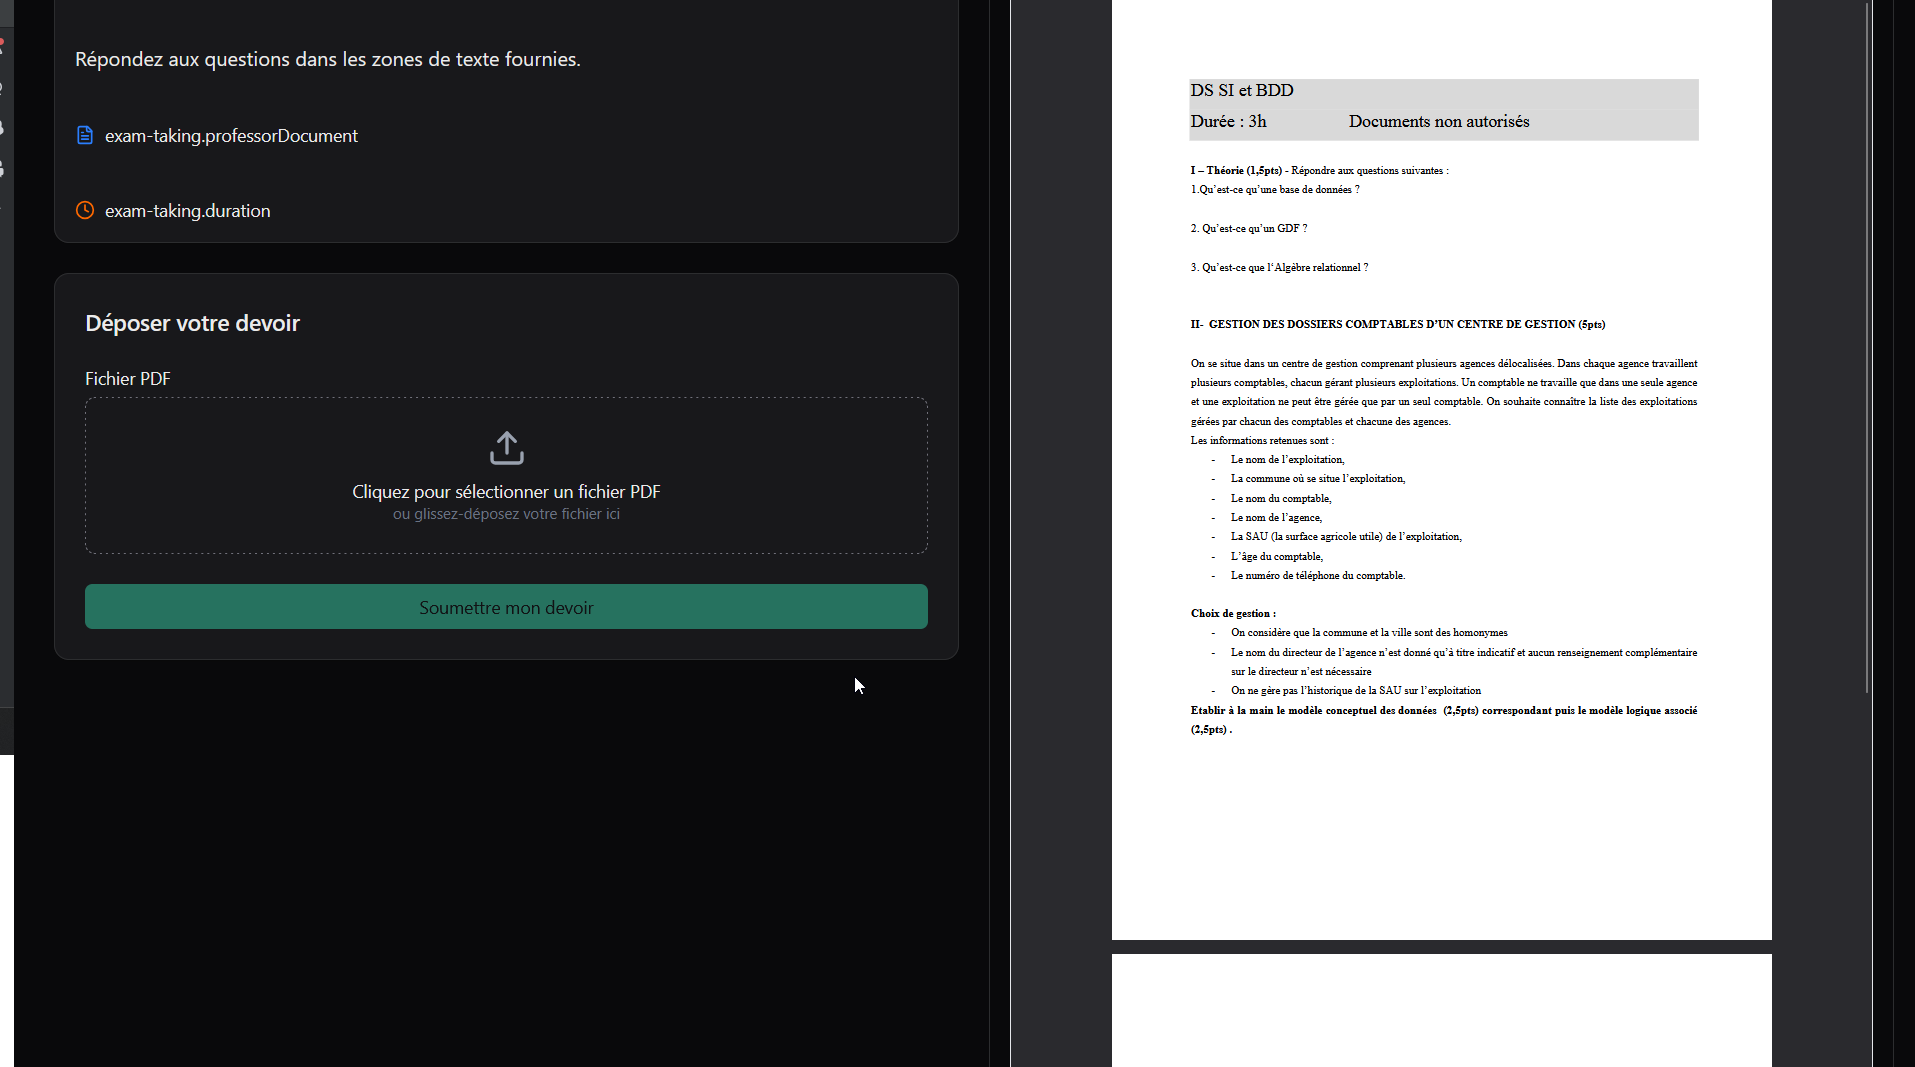 Répondez aux questions dans les zones de texte fournies.
exam-taking.professorDocument
exam-taking.duration
Déposer votre devoir
Fichier PDF
Cliquez pour sélectionner un fichier PDF
ou glissez-déposez votre fichier ici
Soumettre mon devoir
DS SI et BDD
Durée : 3h Documents non autorisés
I – Théorie (1,5pts) - Répondre aux questions suivantes :
1.Qu’est-ce qu’une base de données ?
2. Qu’est-ce qu’un GDF ?
3. Qu’est-ce que l‘Algèbre relationnel ?
II- GESTION DES DOSSIERS COMPTABLES D’UN CENTRE DE GESTION (5pts)
On se situe dans un centre de gestion comprenant plusieurs agences délocalisées. Dans chaque agence travaillent
plusieurs comptables, chacun gérant plusieurs exploitations. Un comptable ne travaille que dans une seule agence
et une exploitation ne peut être gérée que par un seul comptable. On souhaite connaître la liste des exploitations
gérées par chacun des comptables et chacune des agences.
Les informations retenues sont :
- Le nom de l’exploitation,
- La commune où se situe l’exploitation,
- Le nom du comptable,
- Le nom de l’agence,
- La SAU (la surface agricole utile) de l’exploitation,
- L’âge du comptable,
- Le numéro de téléphone du comptable.
Choix de gestion :
- On considère que la commune et la ville sont des homonymes
- Le nom du directeur de l’agence n’est donné qu’à titre indicatif et aucun renseignement complémentaire
sur le directeur n’est nécessaire
- On ne gère pas l’historique de la SAU sur l’exploitation
Etablir à la main le modèle conceptuel des données (2,5pts) correspondant puis le modèle logique associé
(2,5pts) .